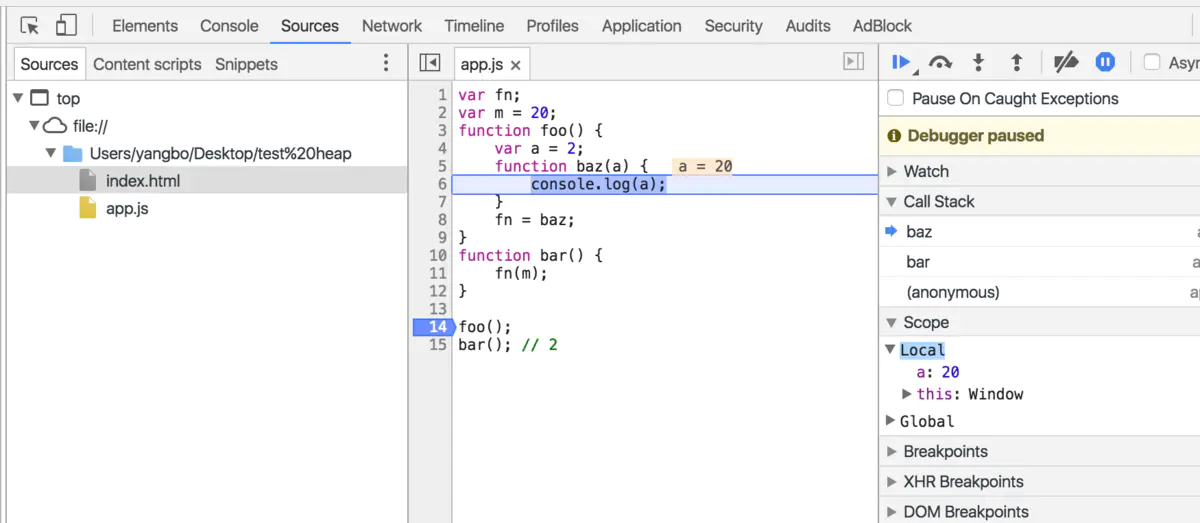 Elements Console Sources Network Timeline Profiles Application Security Audits AdBlock
Sources Content scripts Snippets
top
file://
Users/yangbo/Desktop/test%20heap
index.html
app.js
app.js ×
1 var fn;
2 var m = 20;
3 function foo() {
4 var a = 2;
5 function baz(a) { a = 20
6 console.log(a);
7 }
8 fn = baz;
9 }
10 function bar() {
11 fn(m);
12 }
13
14 foo();
15 bar(); // 2
Asyn
Pause On Caught Exceptions
Debugger paused
Watch
Call Stack
baz
bar
(anonymous)
Scope
Local
a: 20
this: Window
Global
Breakpoints
XHR Breakpoints
DOM Breakpoints